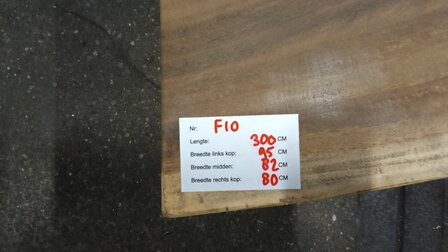 Nr: F10
Lengte: 300 CM
Breedte links kop: 95 CM
Breedte midden: 82 CM
Breedte rechts kop: 80 CM